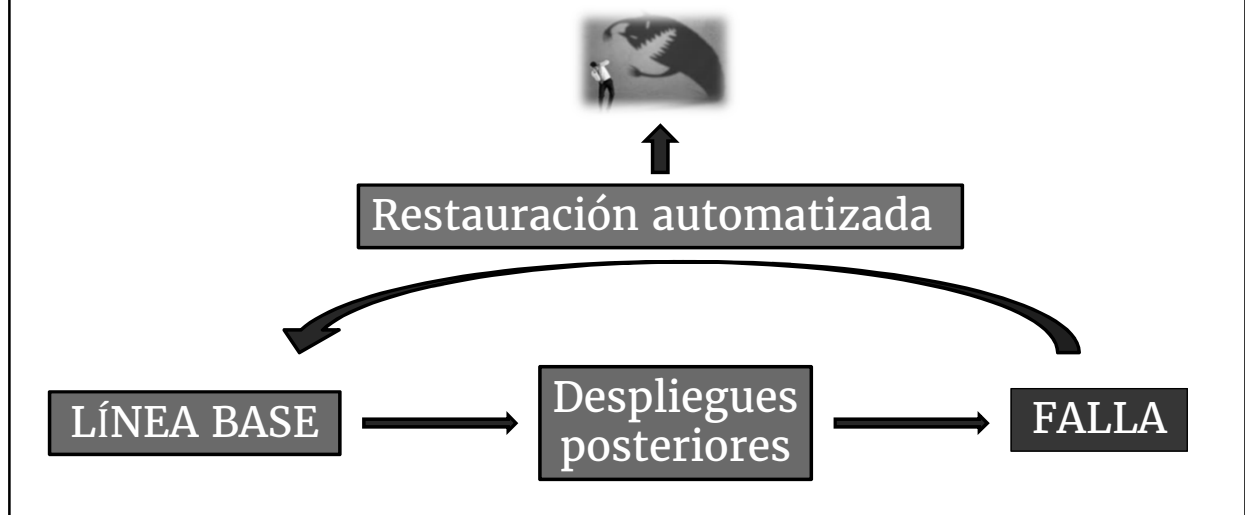 Restauración automatizada
LÍNEA BASE
Despliegues
posteriores
FALLA